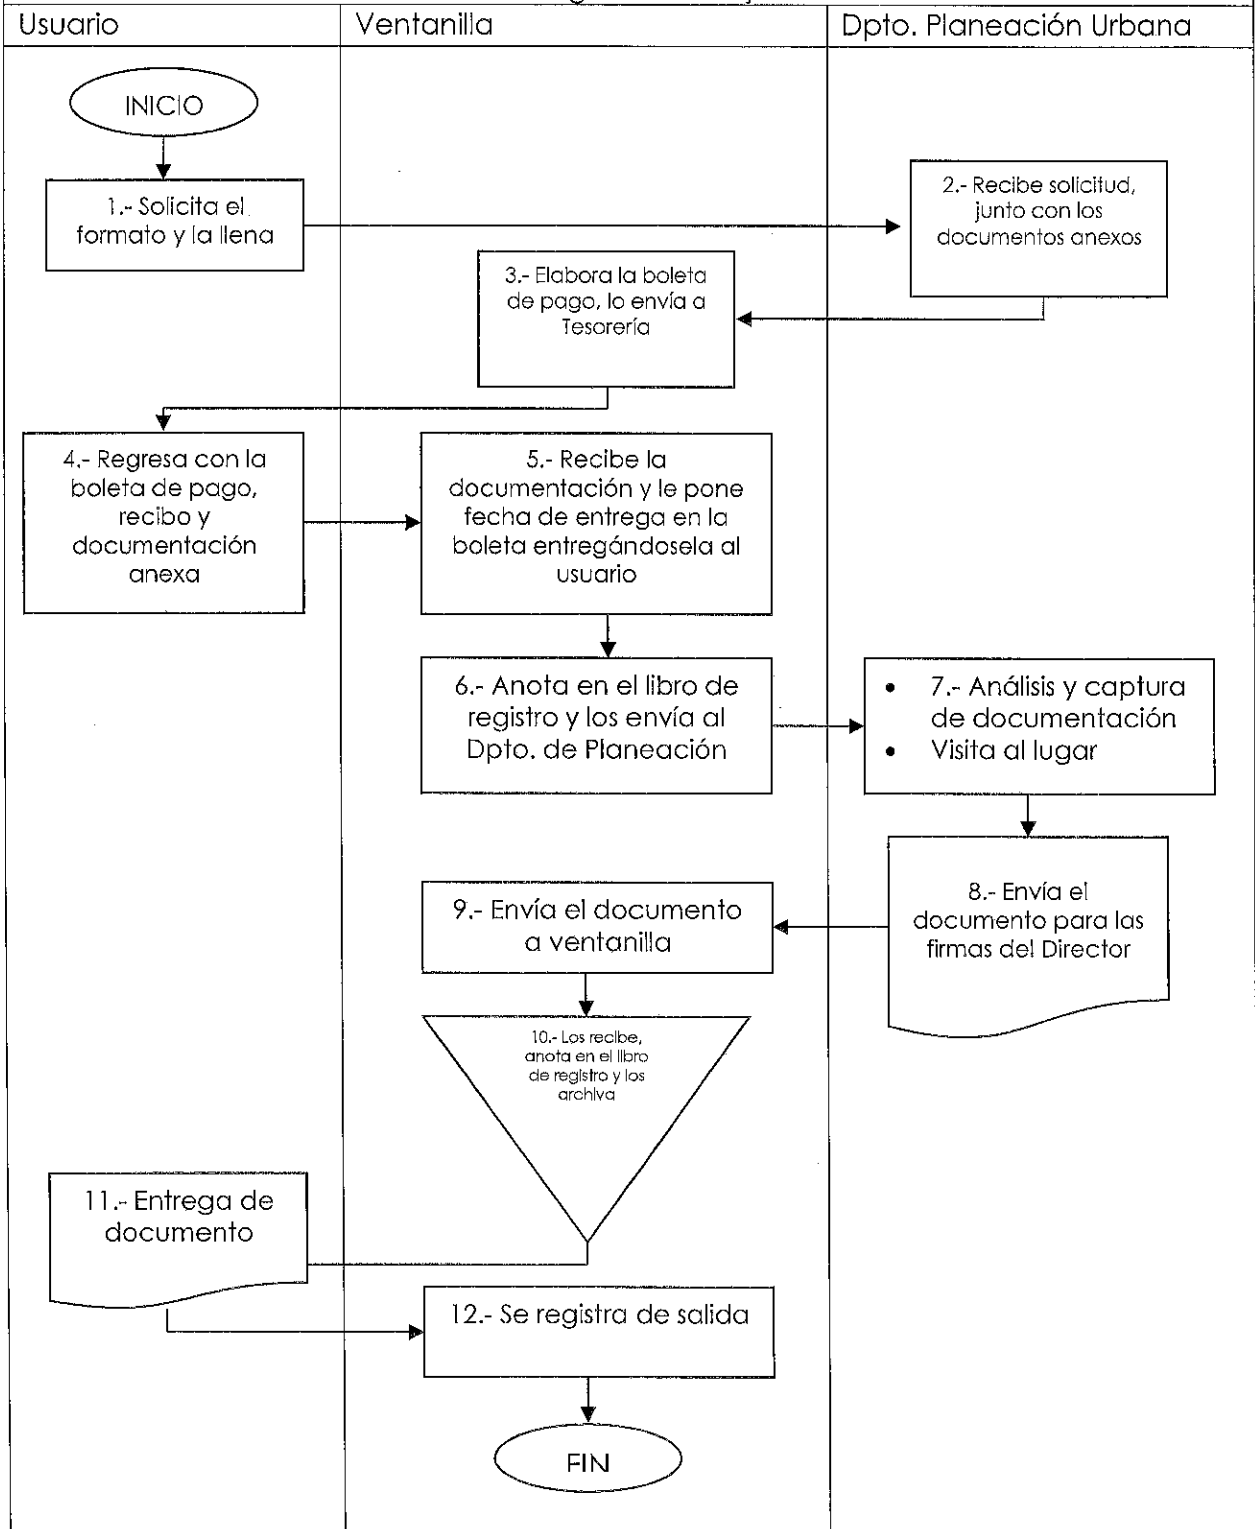 Usuario
Ventanilla
Dpto. Planeación Urbana
INICIO
1.- Solicita el
formato y la llena
2.- Recibe solicitud,
junto con los
documentos anexos
3.- Elabora la boleta
de pago, lo envía a
Tesorería
4.- Regresa con la
boleta de pago,
recibo y
documentación
anexa
5.- Recibe la
documentación y le pone
fecha de entrega en la
boleta entregándosela al
usuario
6.- Anota en el libro de
registro y los envía al
Dpto. de Planeación
• 7.- Análisis y captura
de documentación
• Visita al lugar
8.- Envía el
documento para las
firmas del Director
9.- Envía el documento
a ventanilla
10.- Los recibe,
anota en el libro
de registro y los
archiva
11.- Entrega de
documento
12.- Se registra de salida
FIN